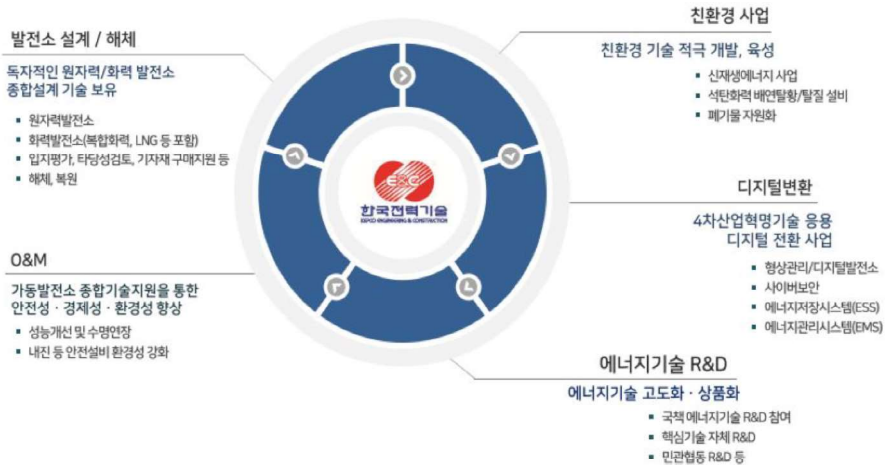 발전소 설계 / 해체
독자적인 원자력/화력 발전소
종합설계 기술 보유
▪ 원자력발전소
▪ 화력발전소(복합화력, LNG 등 포함)
▪ 입지평가, 타당성검토, 기자재 구매지원 등
▪ 해체, 복원
친환경 사업
친환경 기술 적극 개발, 육성
▪ 신재생에너지 사업
▪ 석탄화력 배연탈황/탈질 설비
▪ 폐기물 자원화
한국전력기술
KEPCO ENGINEERING & CONSTRUCTION
디지털변환
4차산업혁명기술 응용
디지털 전환 사업
▪ 형상관리/디지털발전소
▪ 사이버보안
▪ 에너지저장시스템(ESS)
▪ 에너지관리시스템(EMS)
O&M
가동발전소 종합기술지원을 통한
안전성 · 경제성 · 환경성 향상
▪ 성능개선 및 수명연장
▪ 내진 등 안전설비 환경성 강화
에너지기술 R&D
에너지기술 고도화 · 상품화
▪ 국책 에너지기술 R&D 참여
▪ 핵심기술 자체 R&D
▪ 민관협동 R&D 등